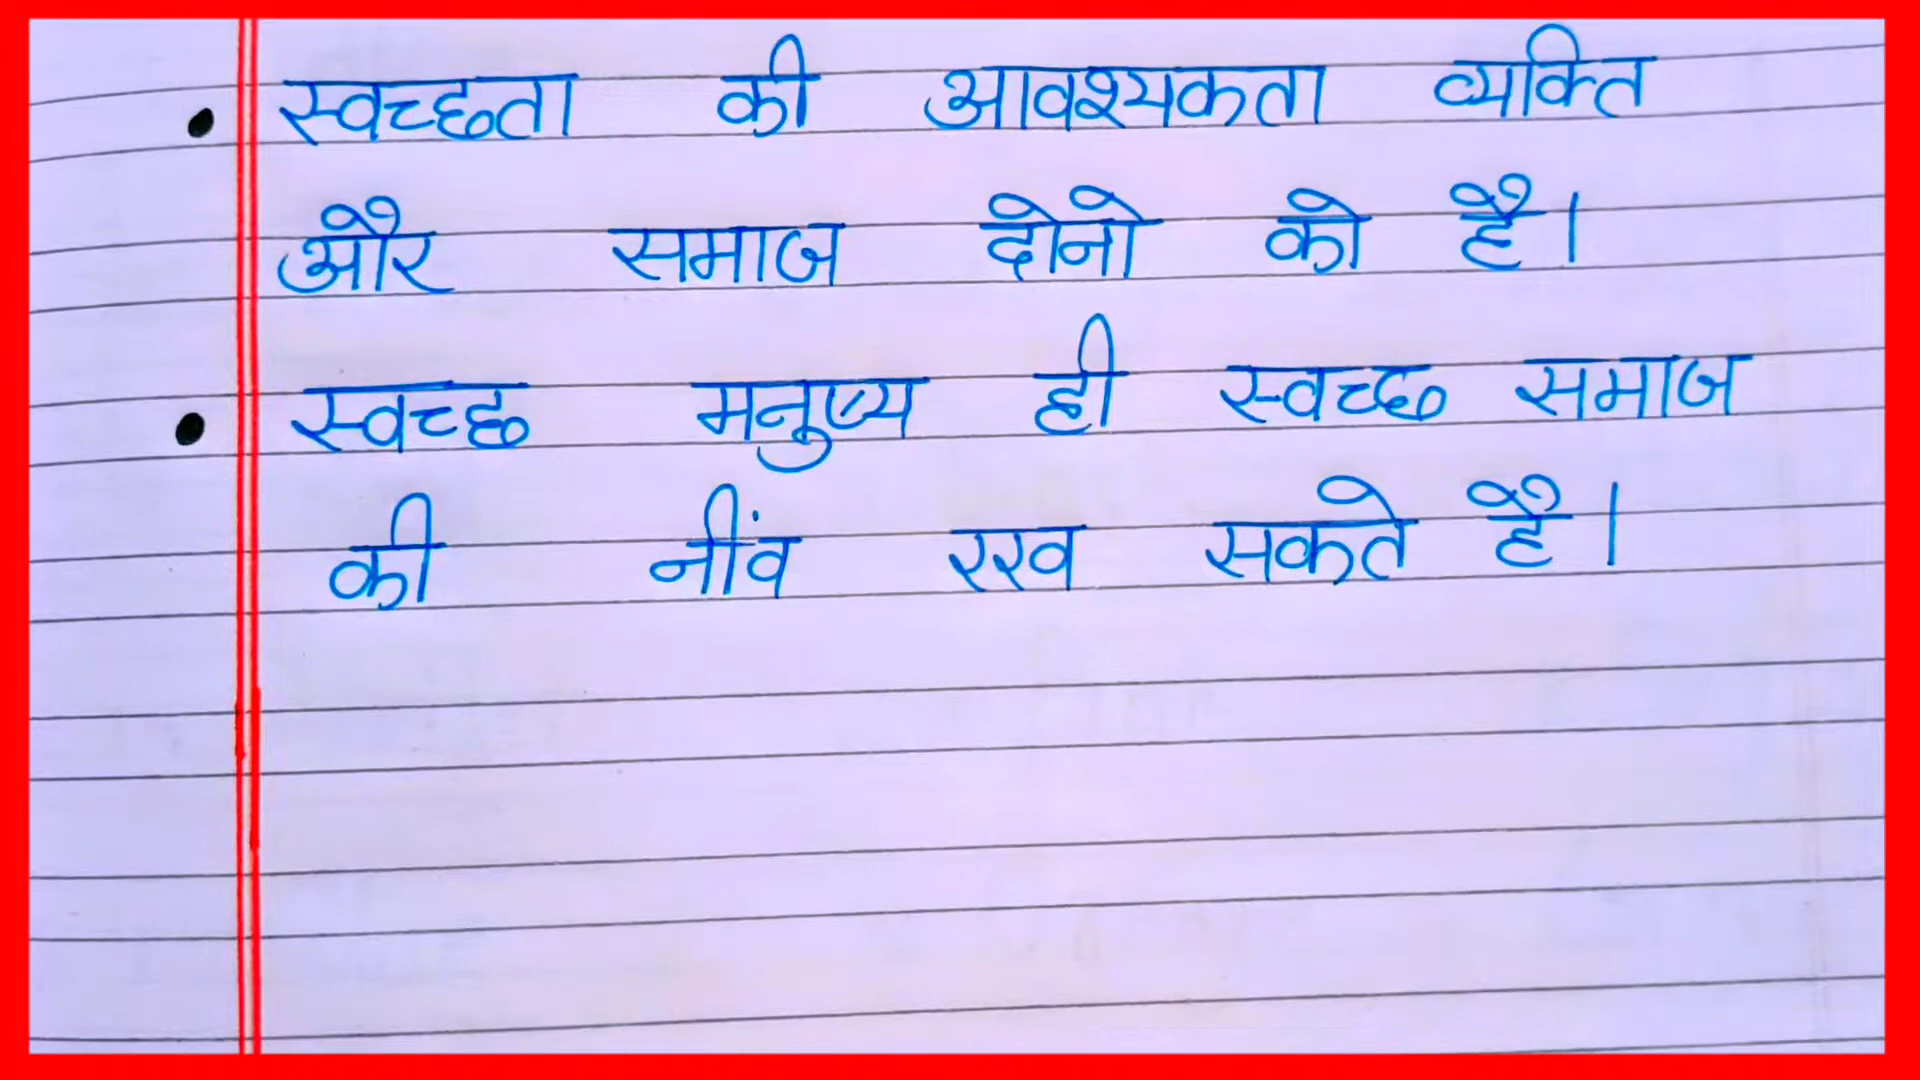 • स्वच्छता की आवश्यकता व्यक्ति
और समाज दोनो को है।
• स्वच्छ मनुष्य ही स्वच्छ समाज
की नींव रख सकते है।